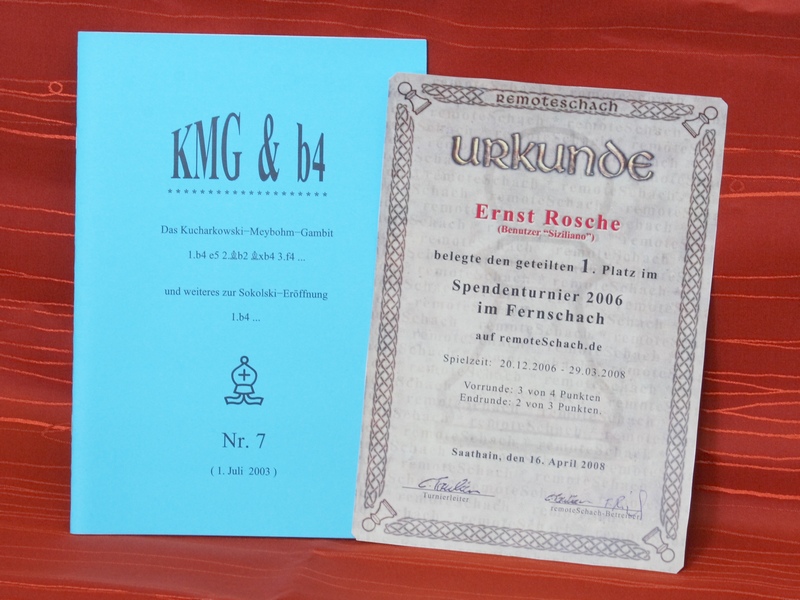 KMG & b4
********************
Das Kucharkowski-Meybohm-Gambit
1.b4 e5 2.♗b2 ♗xb4 3.f4 ...
und weiteres zur Sokolski-Eröffnung
1.b4 ...
Nr. 7
( 1. Juli 2003 )
REMOTESCHACH
URKUNDE
Ernst Rosche
(Benutzer "Siziliano")
belegte den geteilten 1. Platz im
Spendenturnier 2006
im Fernschach
auf remoteSchach.de
Spielzeit: 20.12.2006 - 29.03.2008
Vorrunde: 3 von 4 Punkten
Endrunde: 2 von 3 Punkten.
Saathain, den 16. April 2008
Turnierleiter
remoteSchach-Betreiber
REMOTESCHACH